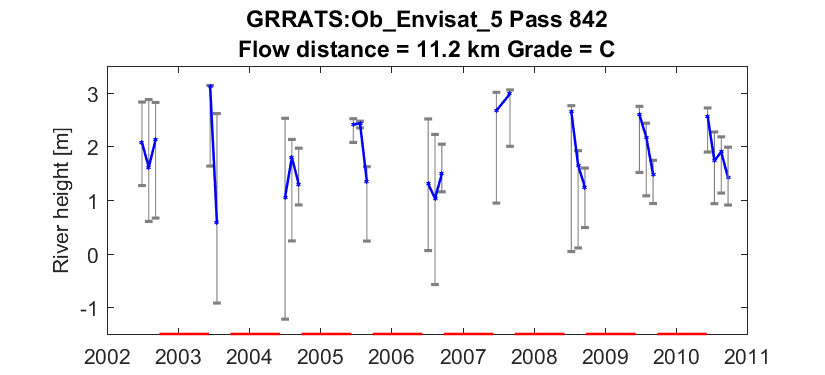 GRRATS:Ob_Envisat_5 Pass 842
Flow distance = 11.2 km Grade = C
River height [m]
3
2
1
0
-1
2002 2003 2004 2005 2006 2007 2008 2009 2010 2011